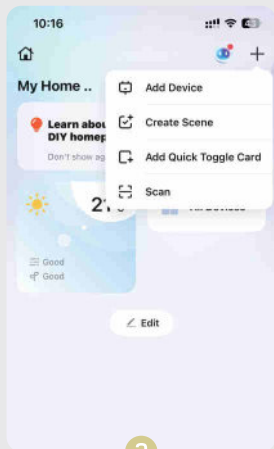 10:16
My Home ..
Add Device
Learn abou
DIY homep
Create Scene
Don't show ag
Add Quick Toggle Card
Scan
Good
Good
Edit